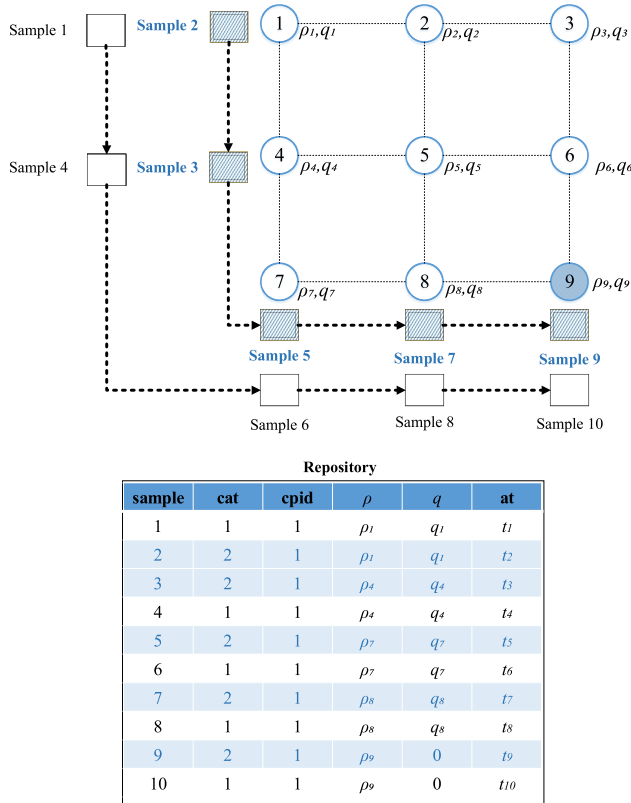 Sample 1 Sample 2 1 ρ1,q1 2 ρ2,q2 3 ρ3,q3
Sample 4 Sample 3 4 ρ4,q4 5 ρ5,q5 6 ρ6,q6
7 ρ7,q7 8 ρ8,q8 9 ρ9,q9
Sample 5 Sample 7 Sample 9
Sample 6 Sample 8 Sample 10
Repository
sample cat cpid ρ q at
1 1 1 ρ1 q1 t1
2 2 1 ρ1 q1 t2
3 2 1 ρ4 q4 t3
4 1 1 ρ4 q4 t4
5 2 1 ρ7 q7 t5
6 1 1 ρ7 q7 t6
7 2 1 ρ8 q8 t7
8 1 1 ρ8 q8 t8
9 2 1 ρ9 0 t9
10 1 1 ρ9 0 t10